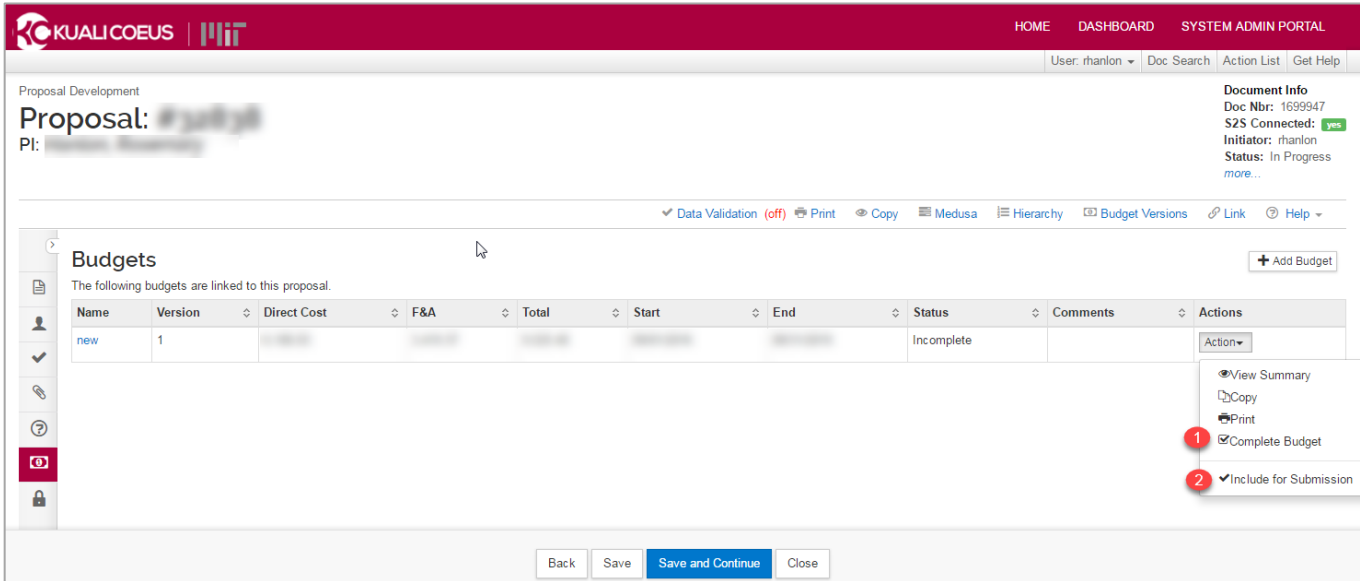 KUALI COEUS MIT HOME DASHBOARD SYSTEM ADMIN PORTAL
User: rhanlon Doc Search Action List Get Help
Proposal Development
Proposal:
PI:
Document Info
Doc Nbr: 1699947
S2S Connected: yes
Initiator: rhanlon
Status: In Progress
more...
Data Validation (off) Print Copy Medusa Hierarchy Budget Versions Link Help
Budgets
Add Budget
The following budgets are linked to this proposal.
Name Version Direct Cost F&A Total Start End Status Comments Actions
new 1 Incomplete Action
View Summary
Copy
Print
1 Complete Budget
2 Include for Submission
Back Save Save and Continue Close